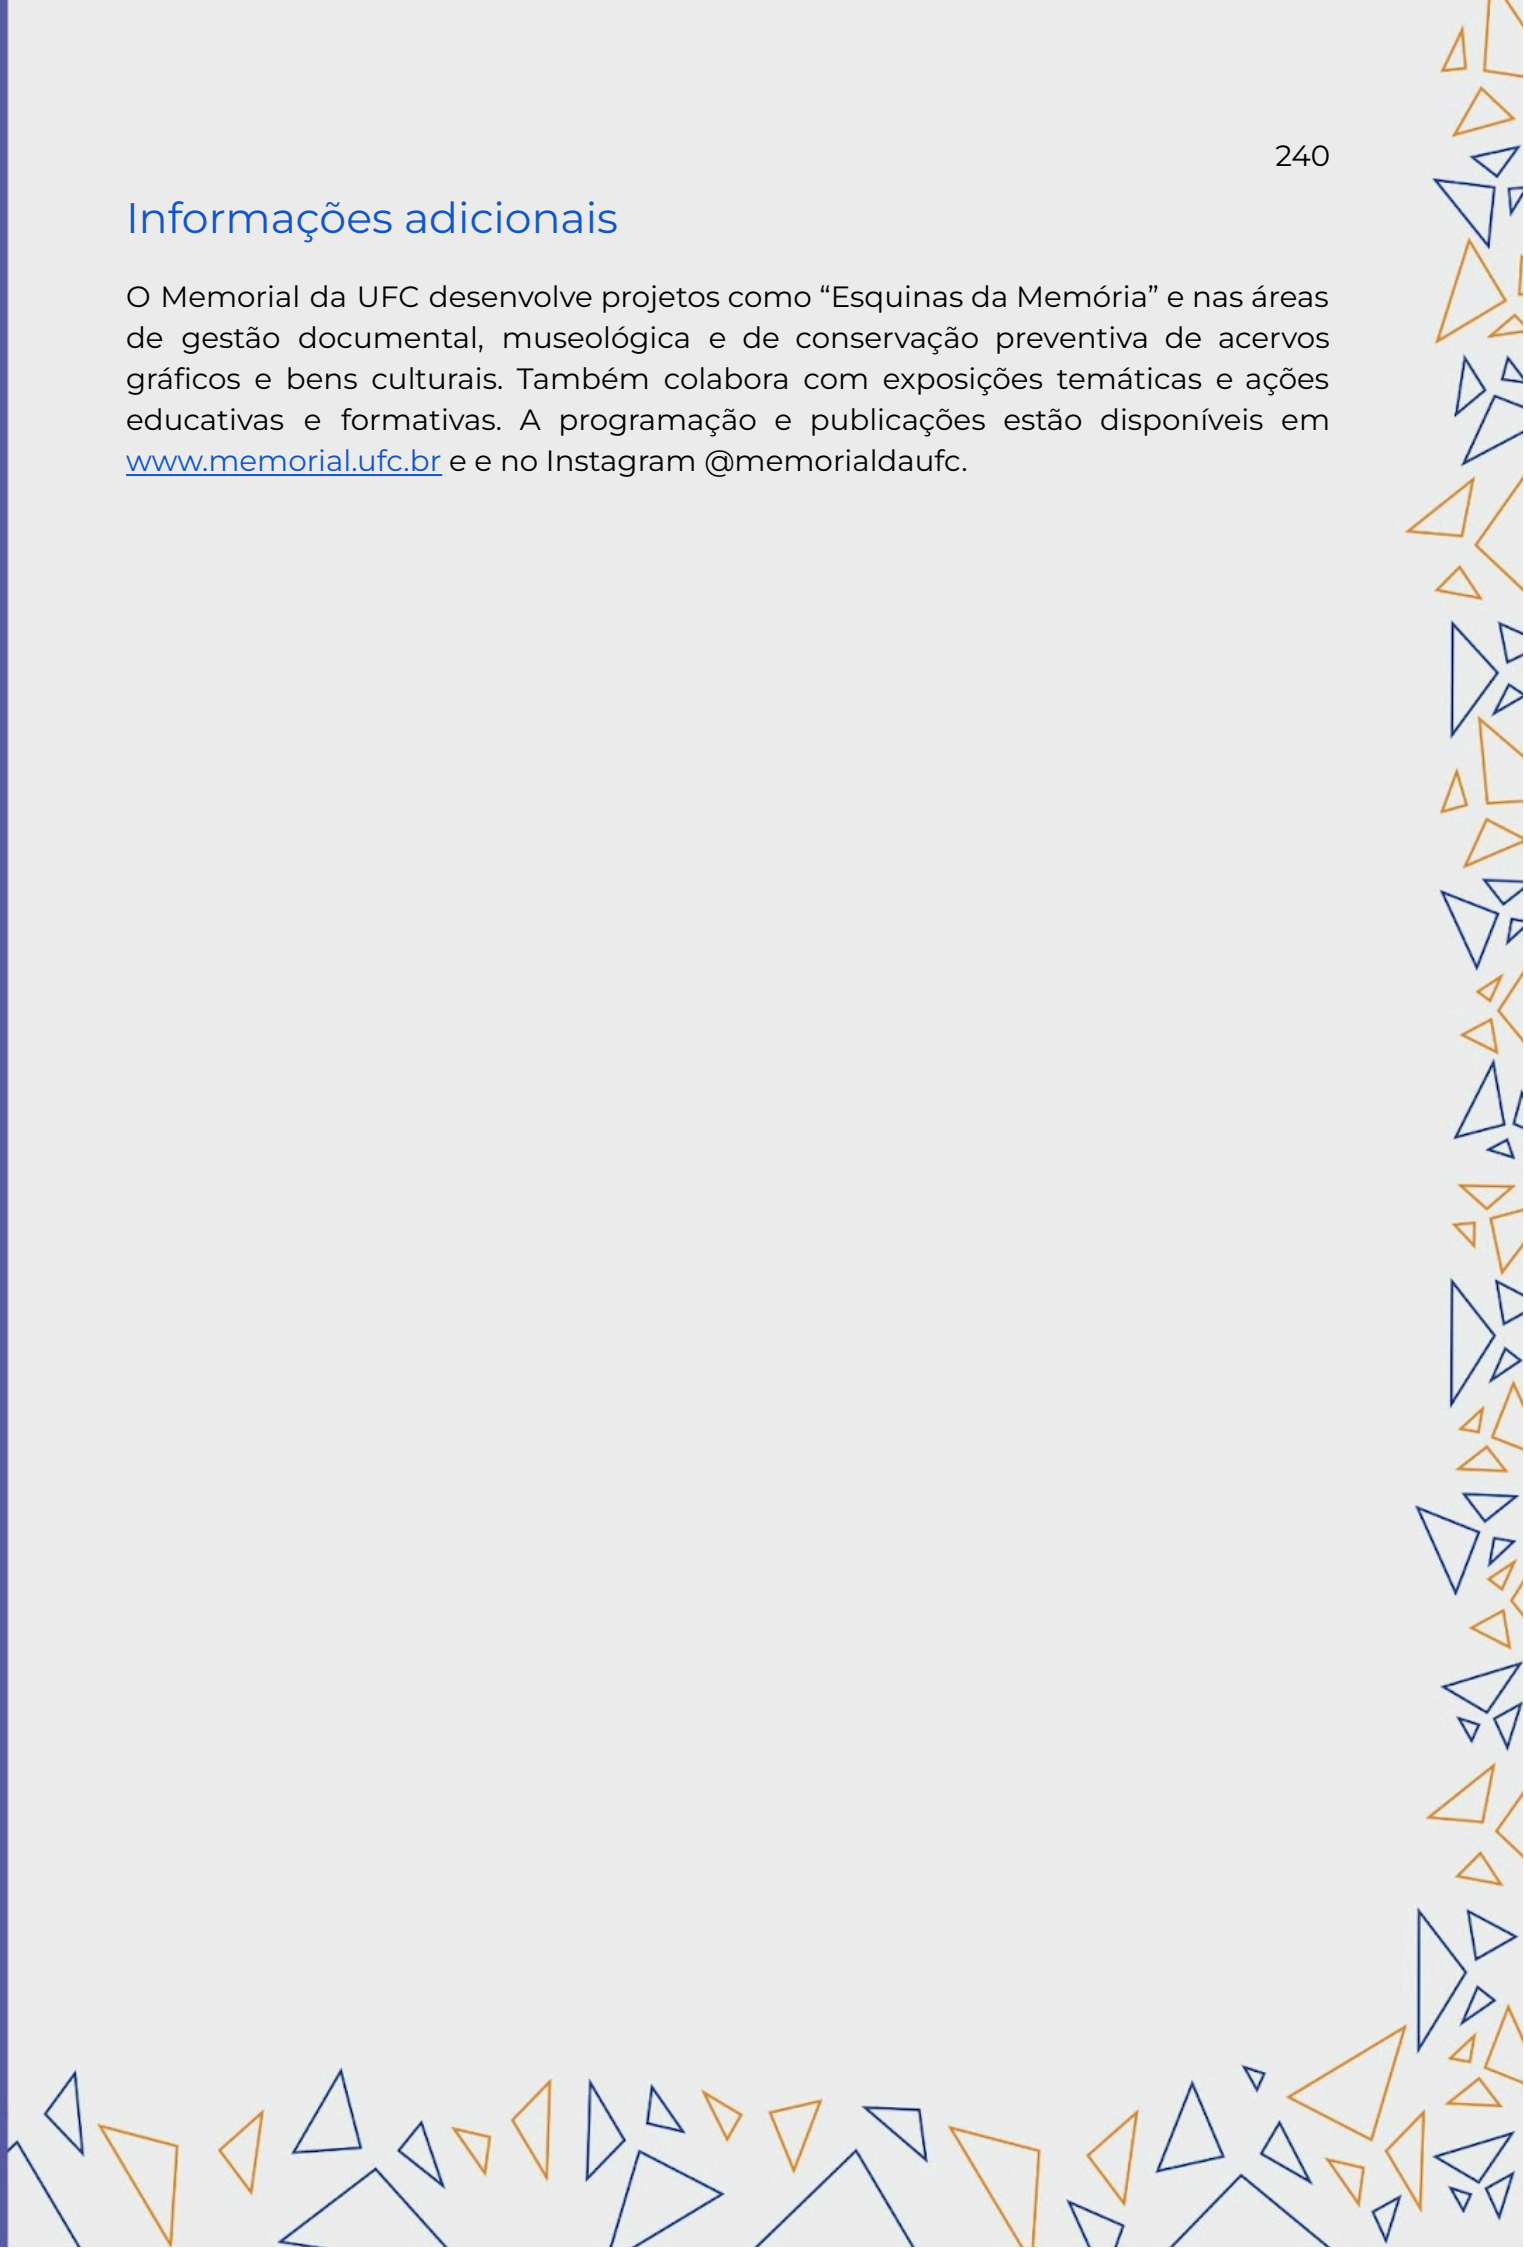 240
Informações adicionais
O Memorial da UFC desenvolve projetos como “Esquinas da Memória” e nas áreas
de gestão documental, museológica e de conservação preventiva de acervos
gráficos e bens culturais. Também colabora com exposições temáticas e ações
educativas e formativas. A programação e publicações estão disponíveis em
www.memorial.ufc.br e e no Instagram @memorialdaufc.